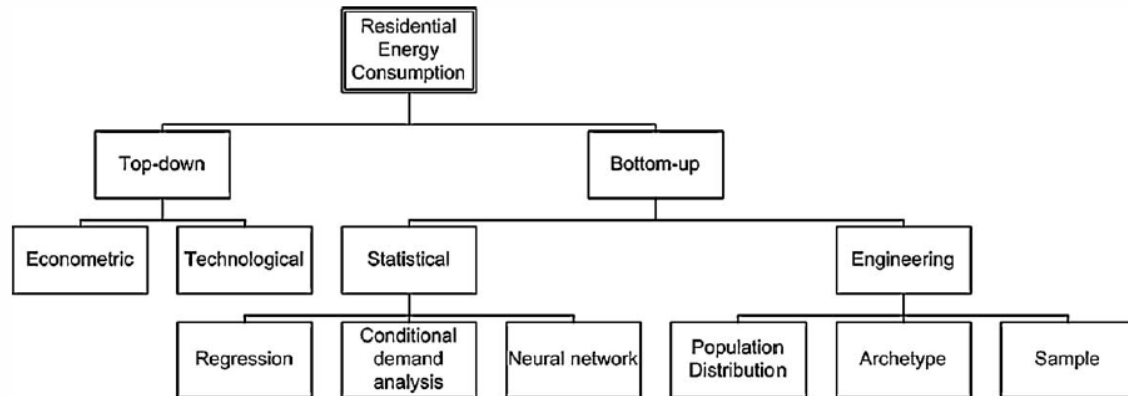 Residential
Energy
Consumption
Top-down
Bottom-up
Econometric
Technological
Statistical
Engineering
Regression
Conditional
demand
analysis
Neural network
Population
Distribution
Archetype
Sample